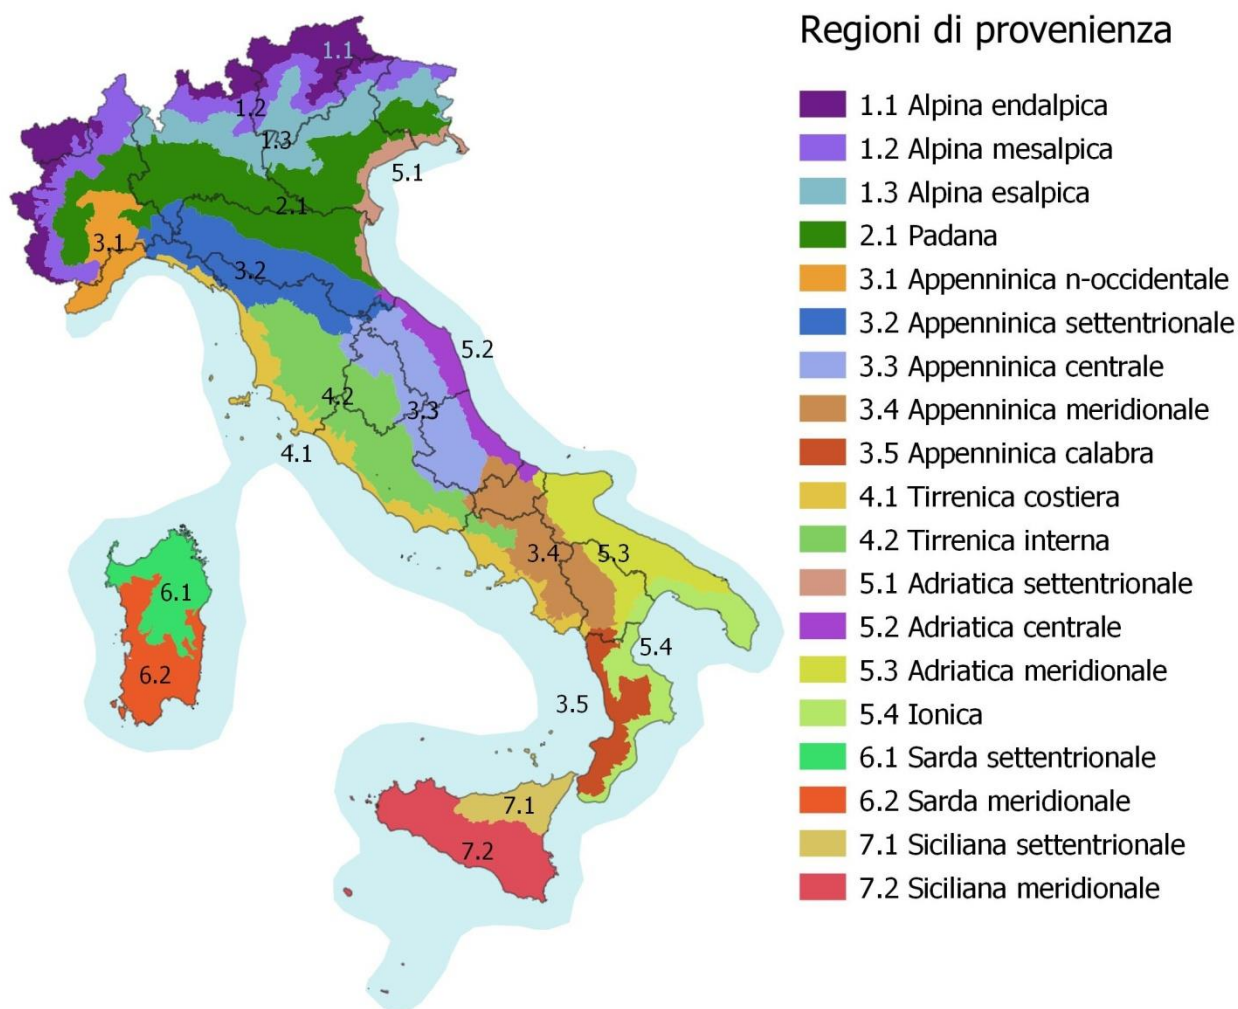 Regioni di provenienza
1.1 Alpina endalpica
1.2 Alpina mesalpica
1.3 Alpina esalpica
2.1 Padana
3.1 Appenninica n-occidentale
3.2 Appenninica settentrionale
3.3 Appenninica centrale
3.4 Appenninica meridionale
3.5 Appenninica calabra
4.1 Tirrenica costiera
4.2 Tirrenica interna
5.1 Adriatica settentrionale
5.2 Adriatica centrale
5.3 Adriatica meridionale
5.4 Ionica
6.1 Sarda settentrionale
6.2 Sarda meridionale
7.1 Siciliana settentrionale
7.2 Siciliana meridionale
1.1
1.2
1.3
5.1
2.1
3.1
3.2
5.2
4.2
3.3
4.1
3.4
5.3
6.1
5.4
6.2
3.5
7.1
7.2